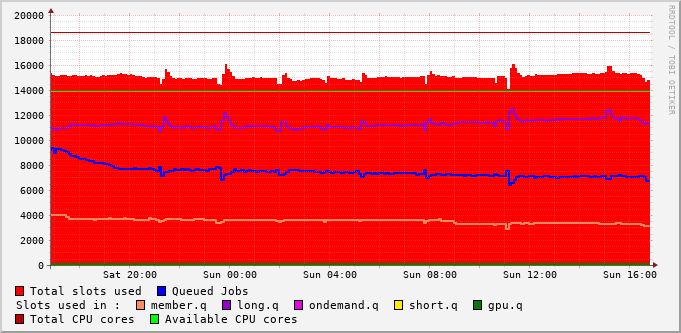 20000
18000
16000
14000
12000
10000
8000
6000
4000
2000
0
Sat 20:00 Sun 00:00 Sun 04:00 Sun 08:00 Sun 12:00 Sun 16:00
Total slots used Queued Jobs
Slots used in : member.q long.q ondemand.q short.q gpu.q
Total CPU cores Available CPU cores
RRDTOOL / TOBI OETIKER